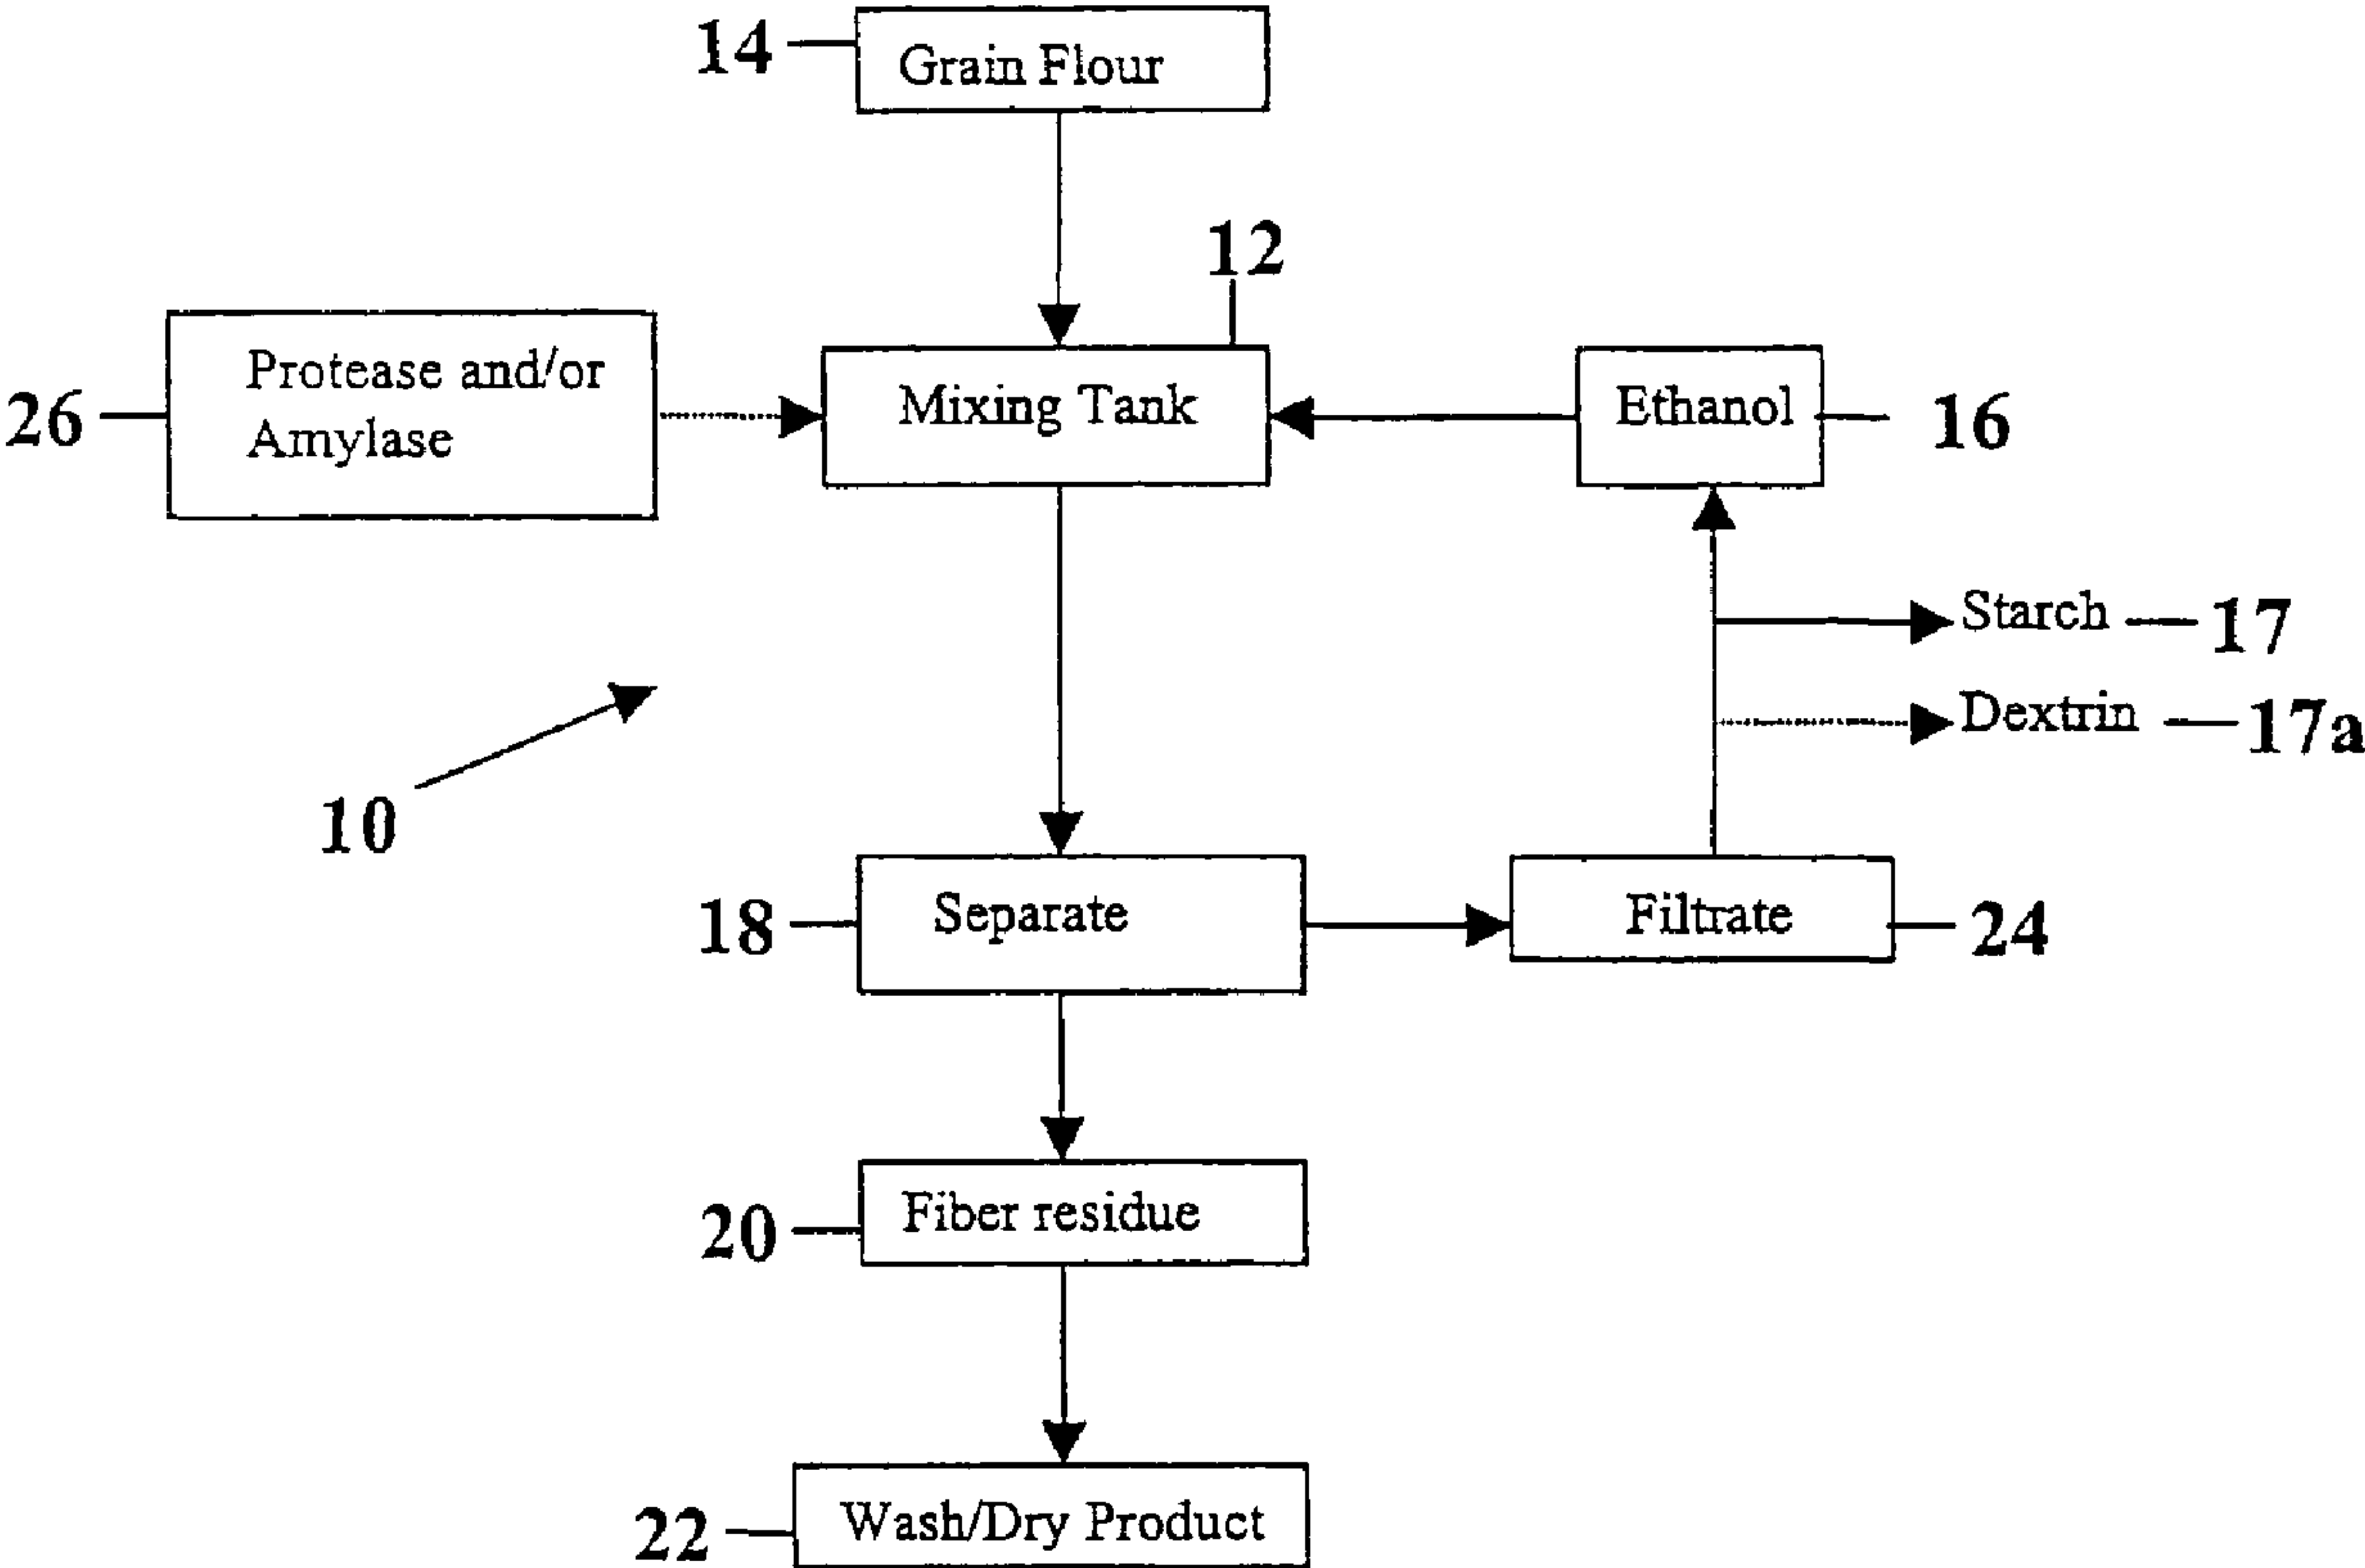 14
Grain Flour
12
26
Protease and/or
Amylase
Mixing Tank
Ethanol
16
Starch
17
Dextrin
17a
10
18
Separate
Filtrate
24
20
Fiber residue
22
Wash/Dry Product